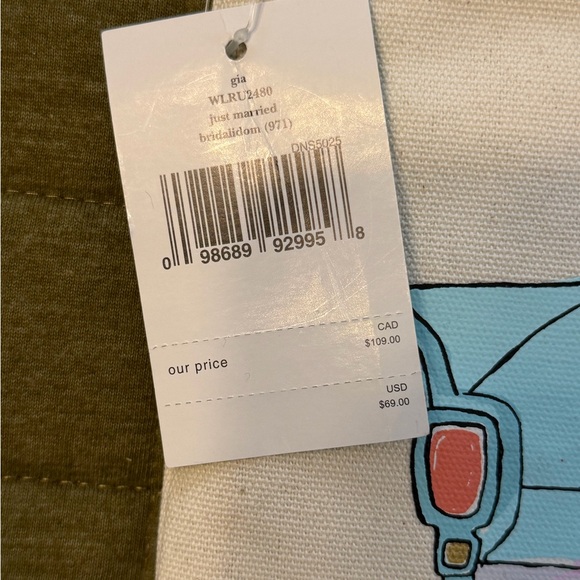 gia
WLRU2480
just married
bridalidom (971)
DNS5025
0 98689 92995 8
CAD
$109.00
our price
USD
$69.00